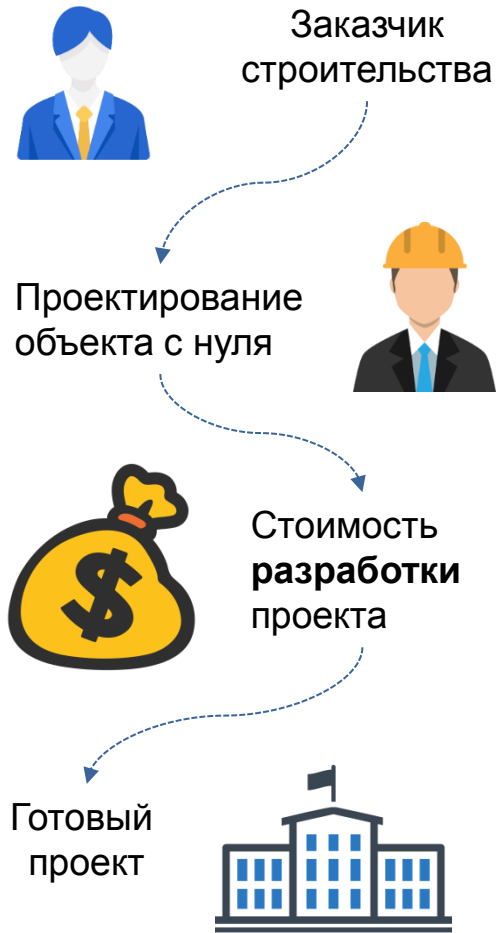 Заказчик
строительства
Проектирование
объекта с нуля
Стоимость
разработки
проекта
Готовый
проект